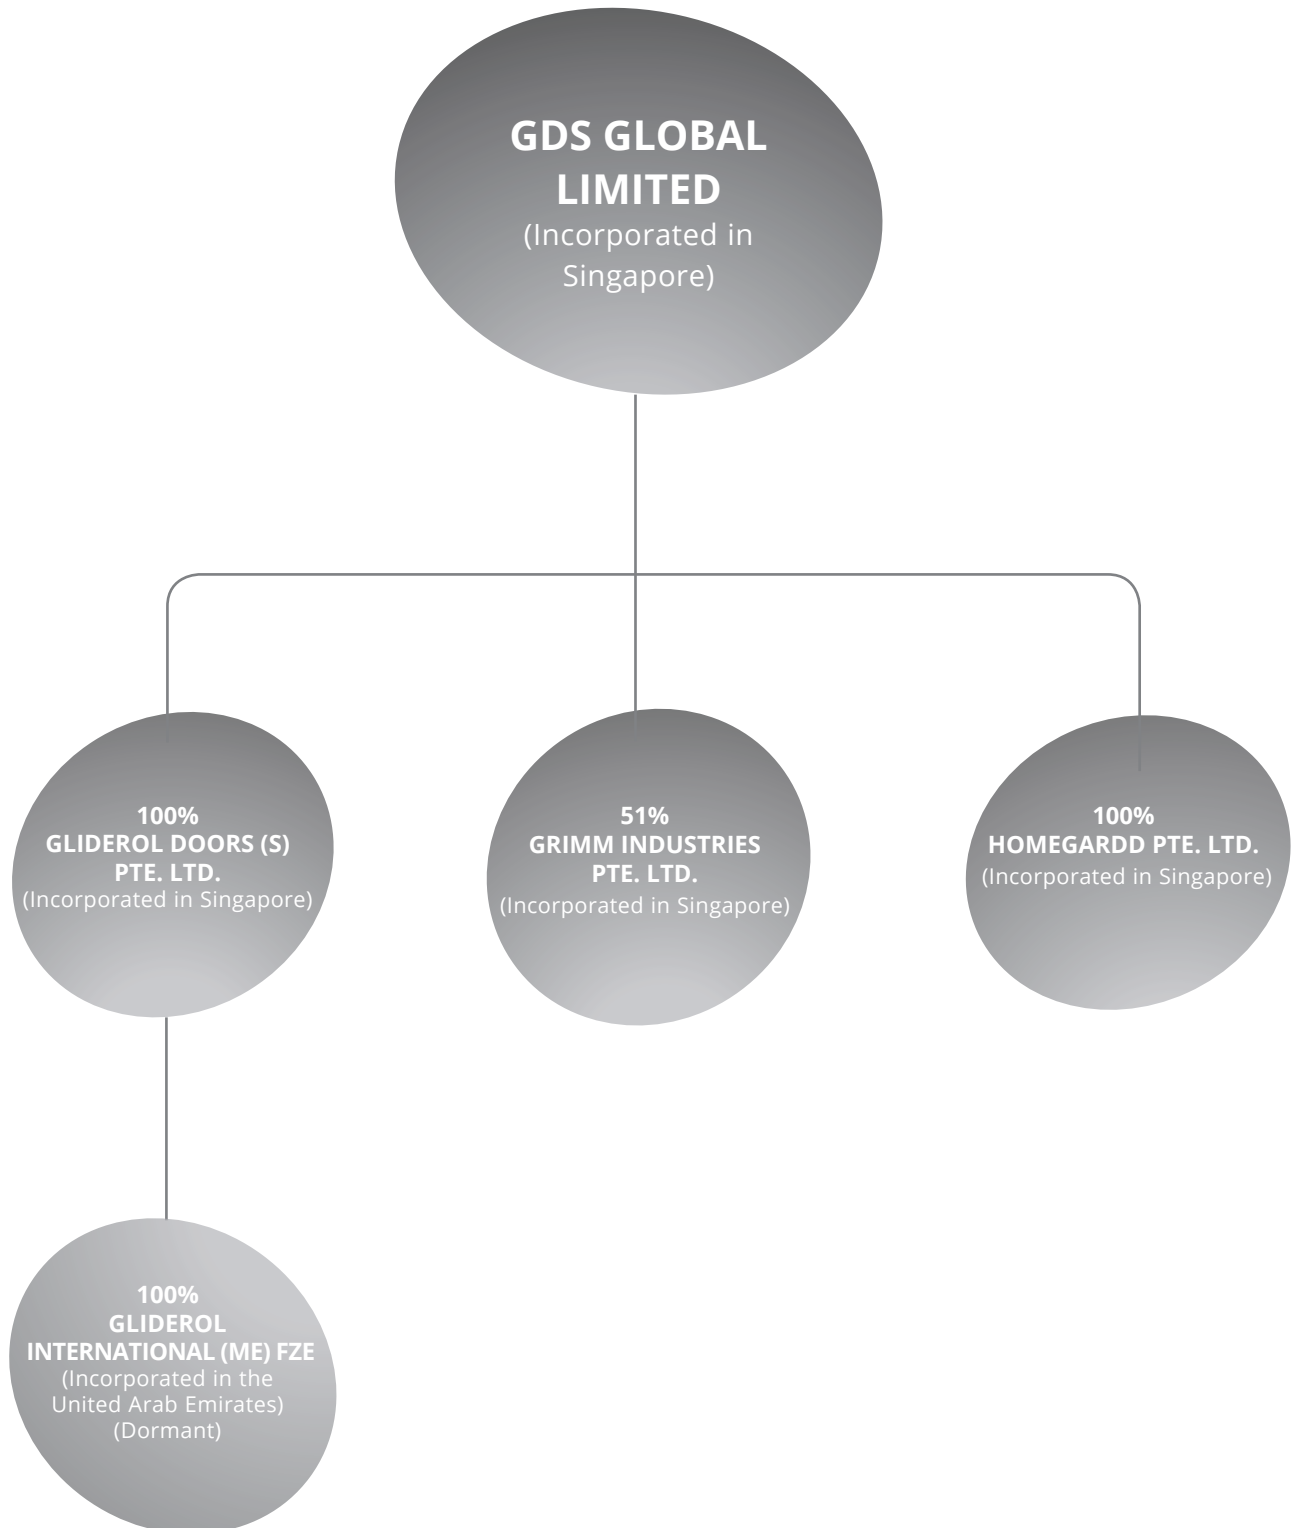 GDS GLOBAL
LIMITED
(Incorporated in
Singapore)
100%
GLIDEROL DOORS (S)
PTE. LTD.
(Incorporated in Singapore)
51%
GRIMM INDUSTRIES
PTE. LTD.
(Incorporated in Singapore)
100%
HOMEGARDD PTE. LTD.
(Incorporated in Singapore)
100%
GLIDEROL
INTERNATIONAL (ME) FZE
(Incorporated in the
United Arab Emirates)
(Dormant)